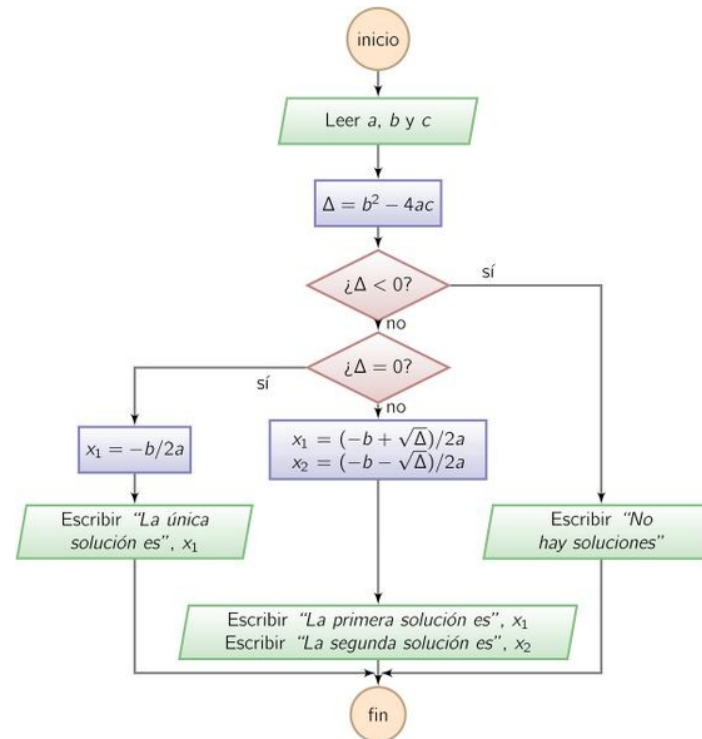 inicio
Leer a, b y c
Δ = b² − 4ac
¿Δ < 0?
sí
no
¿Δ = 0?
sí
no
x₁ = −b/2a
x₁ = (−b + √Δ)/2a
x₂ = (−b − √Δ)/2a
Escribir “La única
solución es”, x₁
Escribir “No
hay soluciones”
Escribir “La primera solución es”, x₁
Escribir “La segunda solución es”, x₂
fin